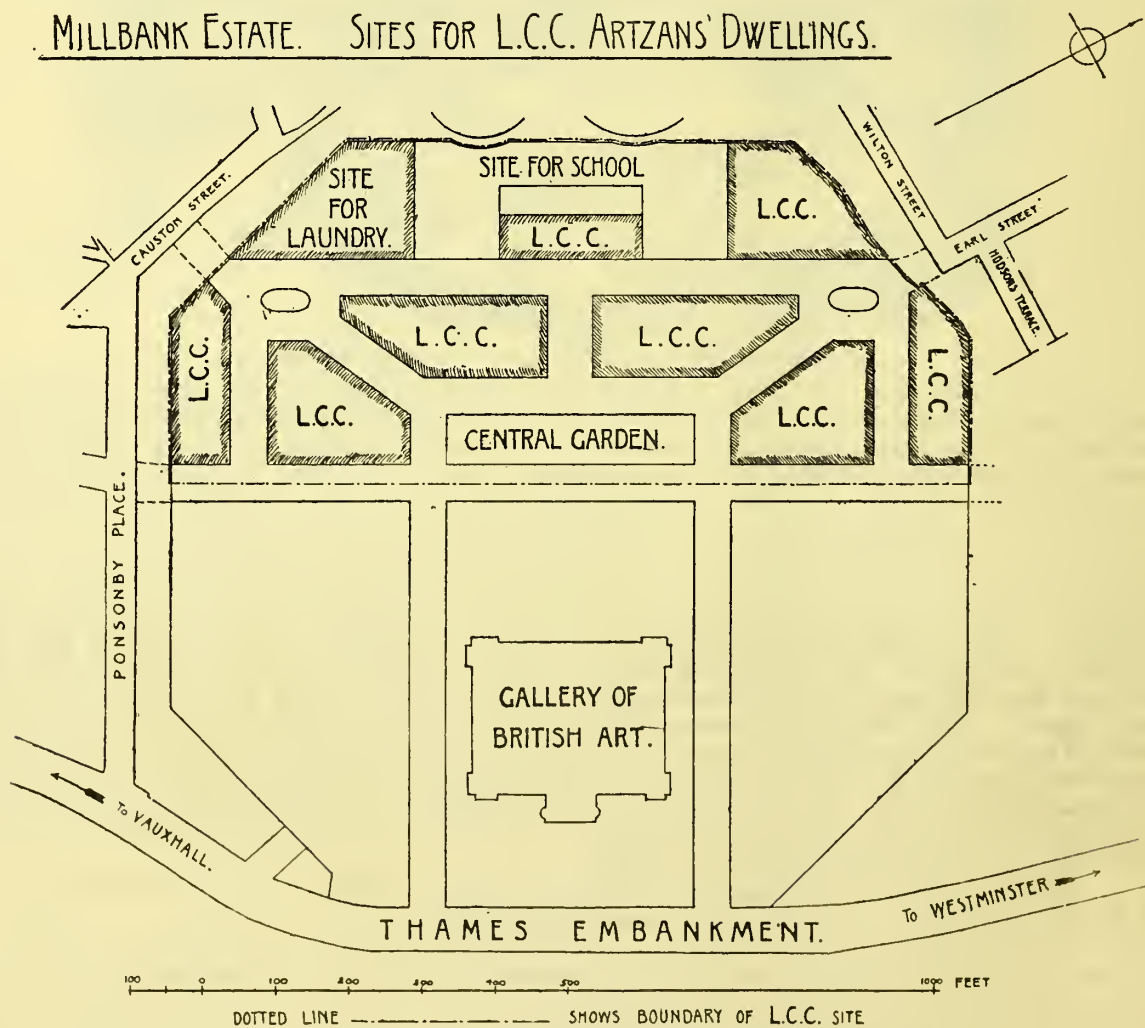 MILLBANK ESTATE. SITES FOR L.C.C. ARTZANS' DWELLINGS.
CAUSTON STREET.
SITE
FOR
LAUNDRY.
SITE FOR SCHOOL
L.C.C.
L.C.C.
WILTON STREET
EARL STREET.
HUDSONS TERRACE.
L.C.C.
L.C.C.
L.C.C.
L.C.C.
L.C.C.
L.C.C.
CENTRAL GARDEN.
PONSONBY PLACE.
GALLERY OF
BRITISH ART.
To VAUXHALL.
To WESTMINSTER
THAMES EMBANKMENT.
100 0 100 200 300 400 500 1000 FEET
DOTTED LINE SHOWS BOUNDARY OF L.C.C. SITE